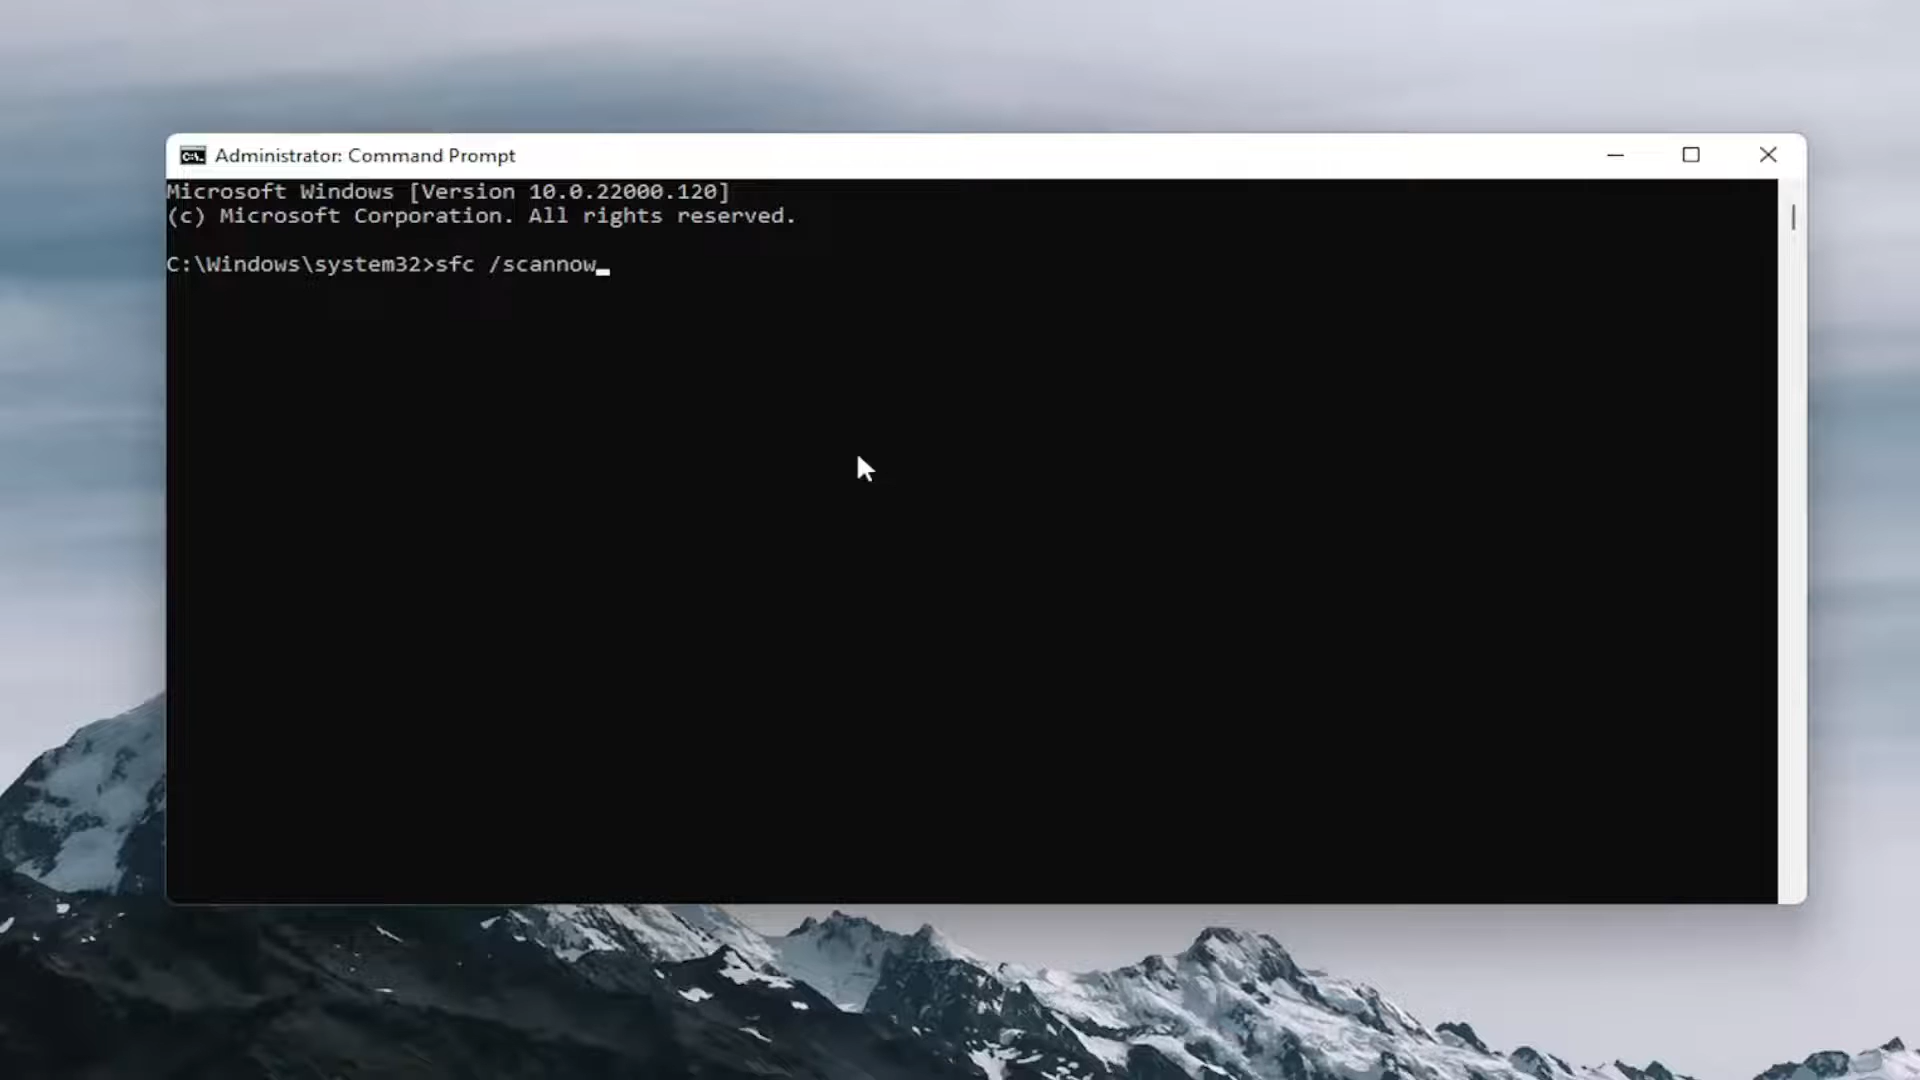 Administrator: Command Prompt
Microsoft Windows [Version 10.0.22000.120]
(c) Microsoft Corporation. All rights reserved.
C:\Windows\system32>sfc /scannow